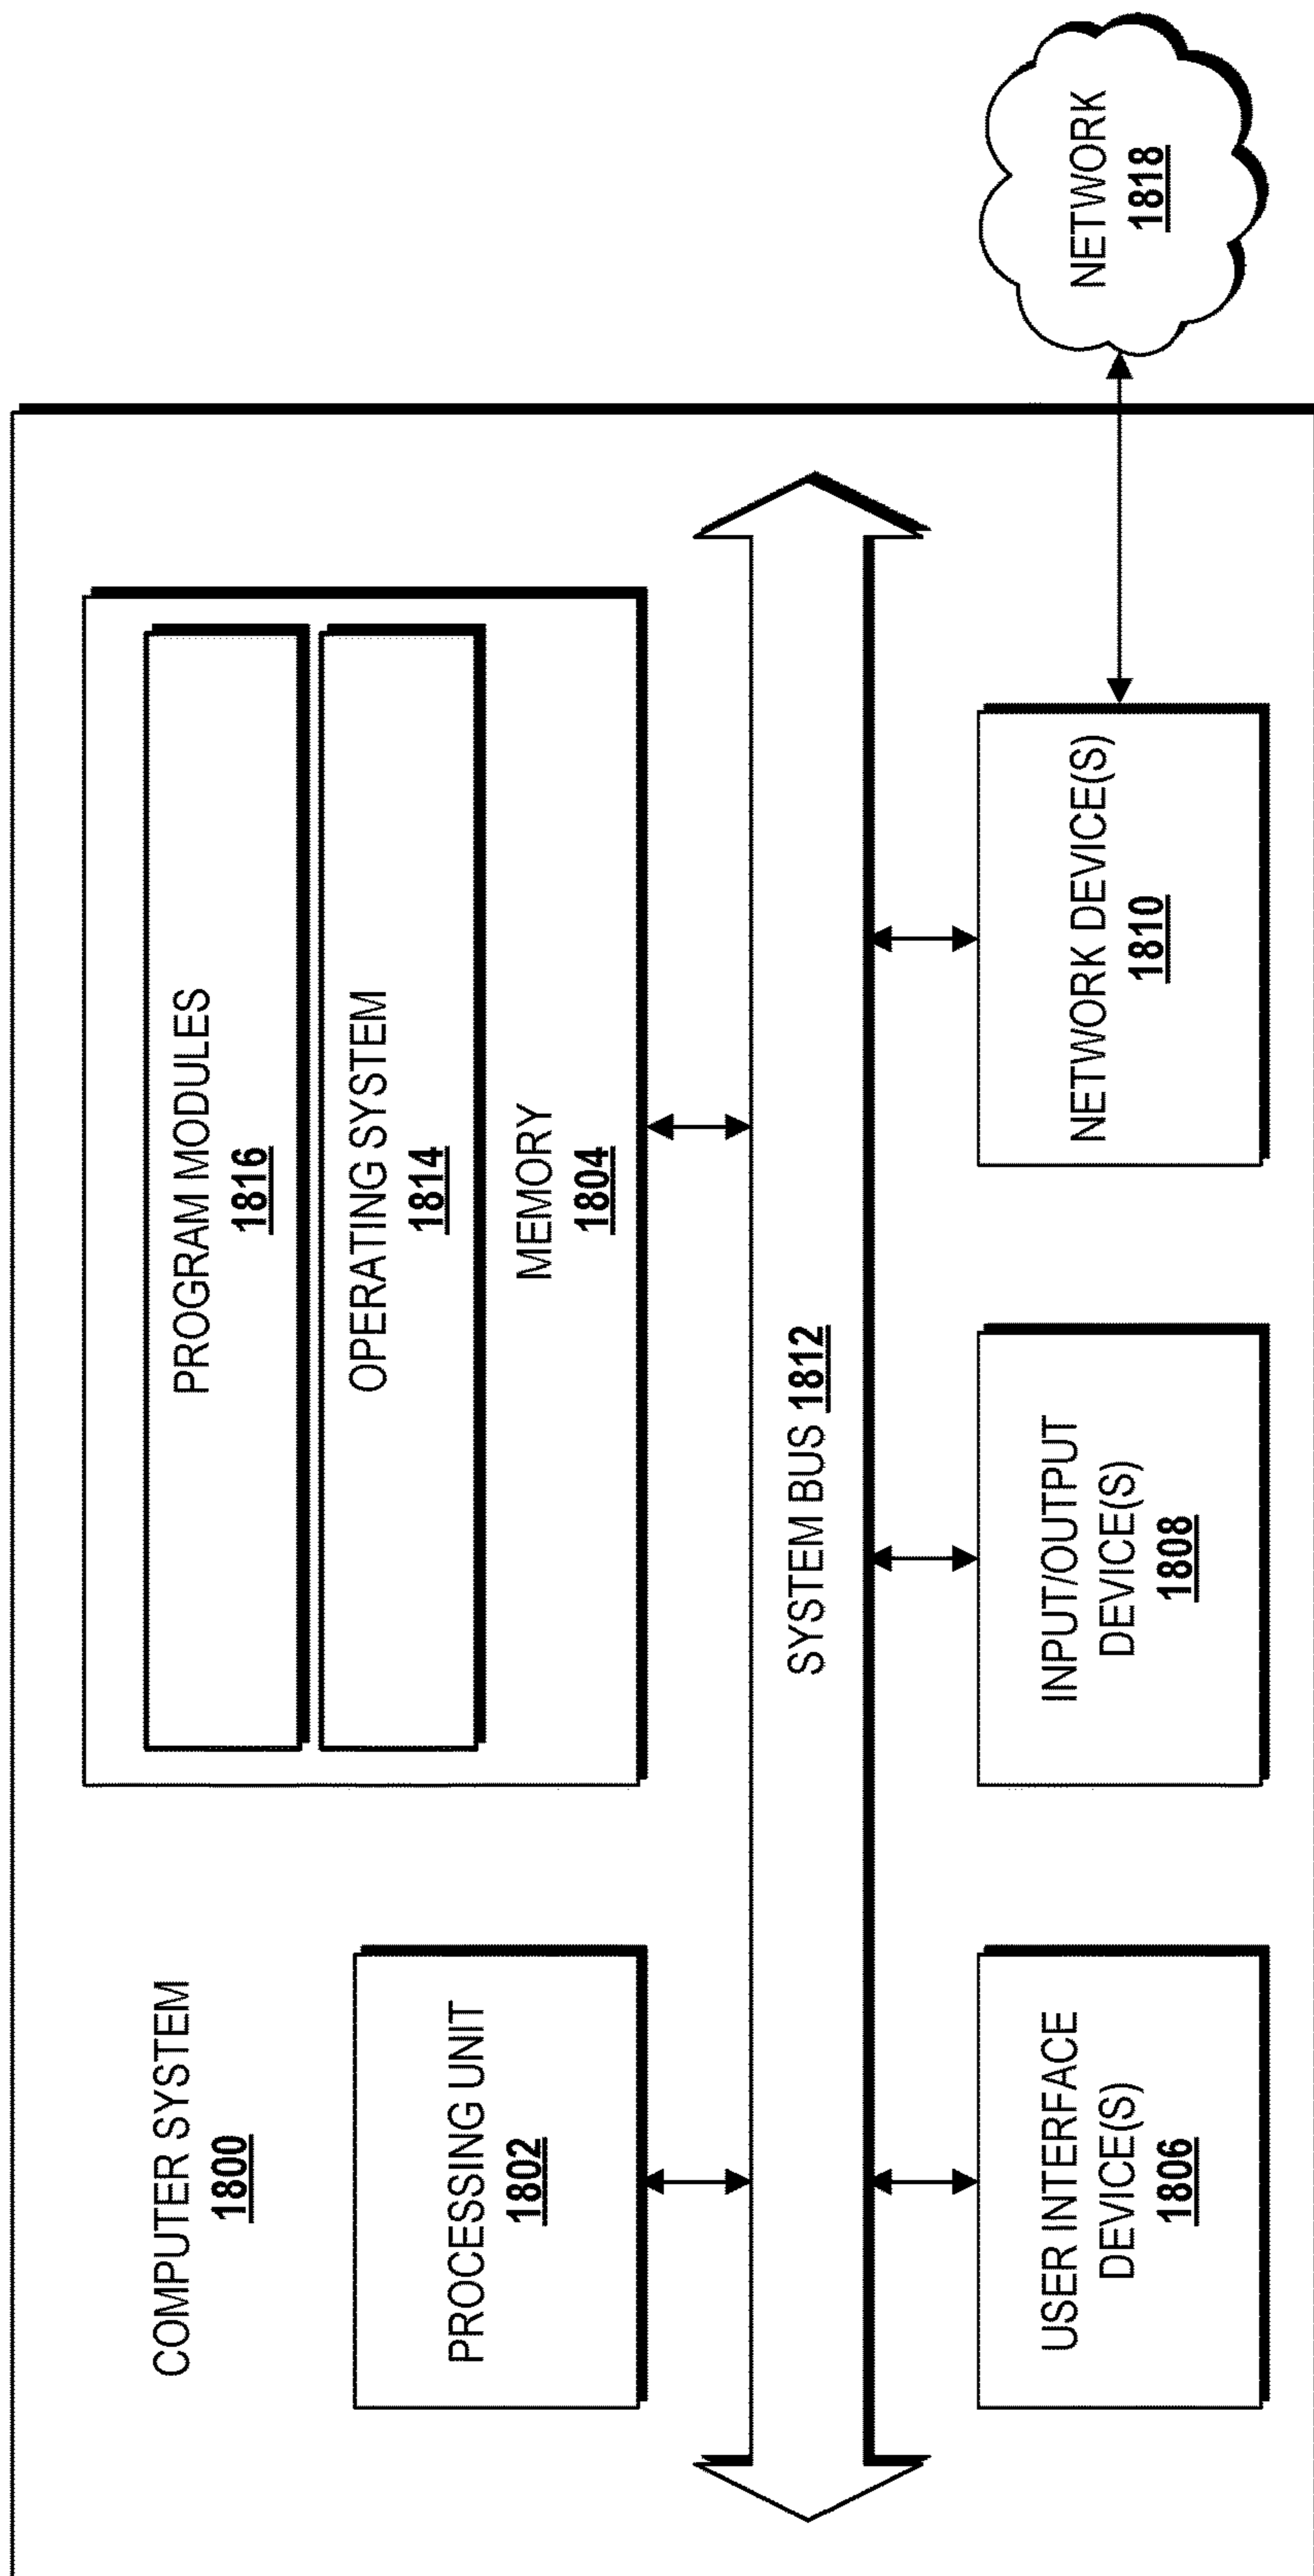 COMPUTER SYSTEM
1800
PROCESSING UNIT
1802
PROGRAM MODULES
1816
OPERATING SYSTEM
1814
MEMORY
1804
SYSTEM BUS 1812
USER INTERFACE
DEVICE(S)
1806
INPUT/OUTPUT
DEVICE(S)
1808
NETWORK DEVICE(S)
1810
NETWORK
1818